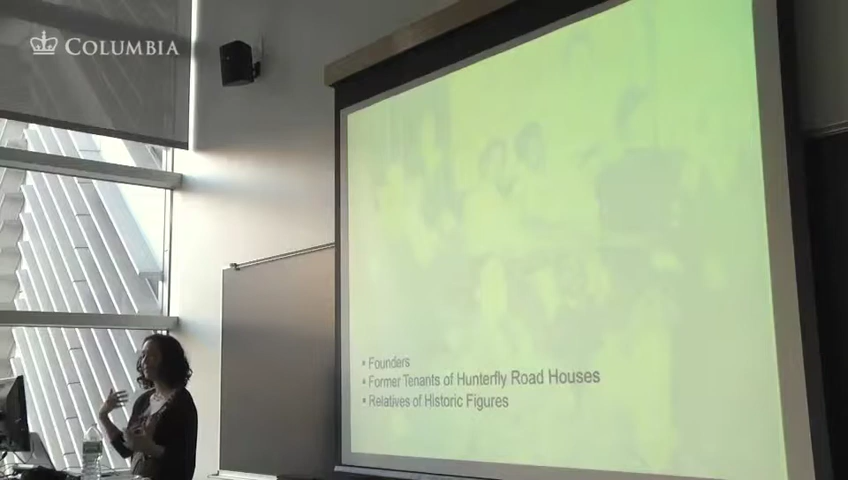 COLUMBIA
▪ Founders
▪ Former Tenants of Hunterfly Road Houses
▪ Relatives of Historic Figures